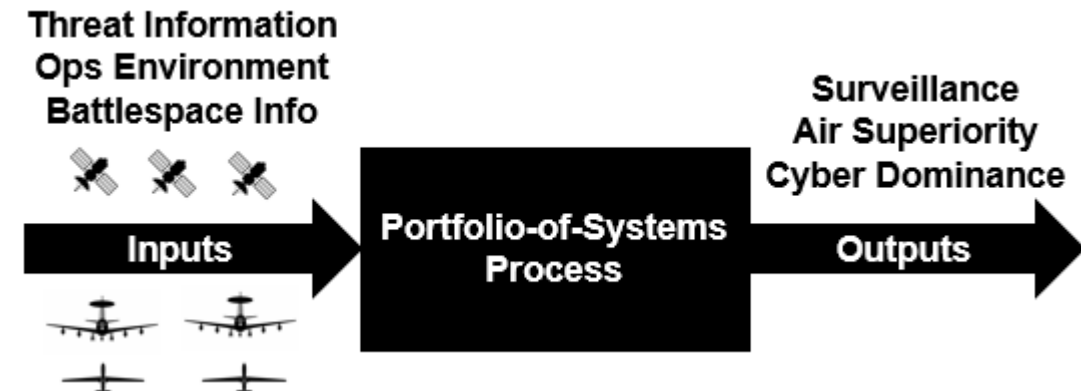 Threat Information
Ops Environment
Battlespace Info
Inputs
Portfolio-of-Systems
Process
Surveillance
Air Superiority
Cyber Dominance
Outputs